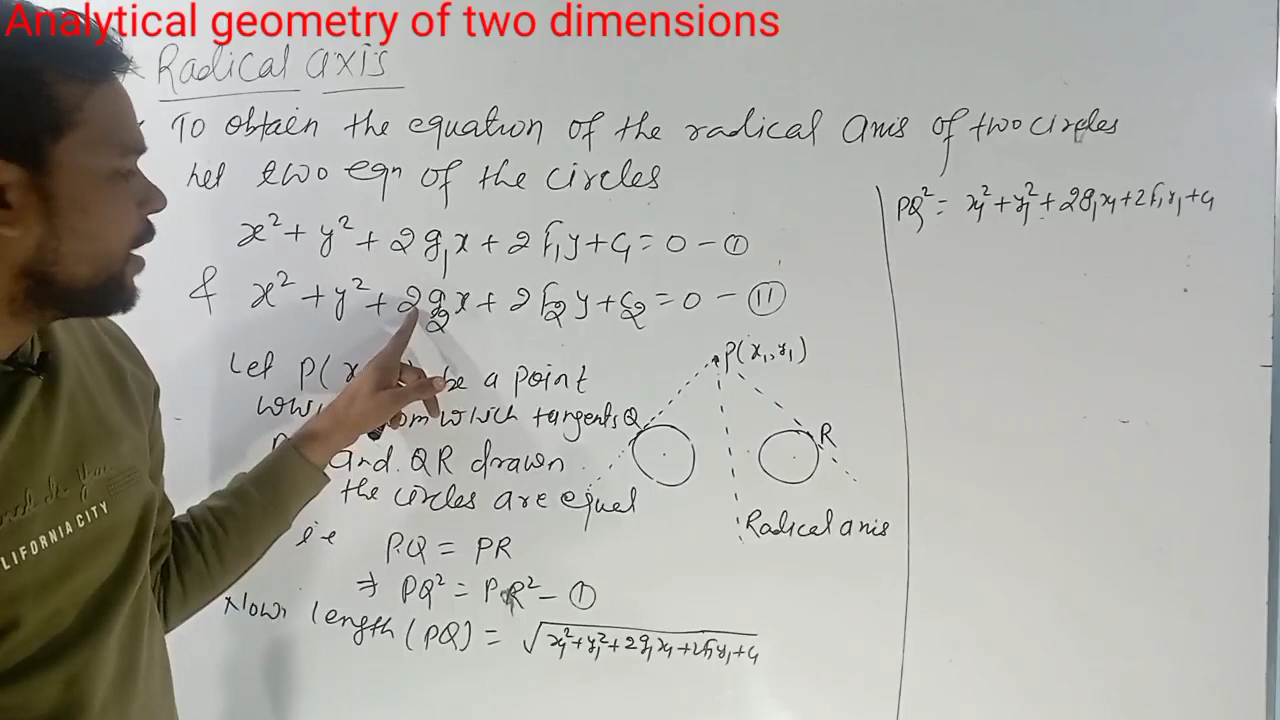 Analytical geometry of two dimensions
Radical axis
To obtain the equation of the radical axis of two circles
Let two eqn of the circles
x² + y² + 2g₁x + 2f₁y + c₁ = 0 – ①
& x² + y² + 2g₂x + 2f₂y + c₂ = 0 – ⑪
Let P(x be a point
which tangents
and QR drawn
the circles are equal
i.e PQ = PR
⇒ PQ² = PR² – ①
Now length (PQ) = √x₁²+y₁²+2g₁x₁+2f₁y₁+c₁
P(x₁,y₁)
Q
R
Radical axis
PQ² = x₁² + y₁² + 2g₁x₁ + 2f₁y₁ + c₁
LIFORNIA CITY